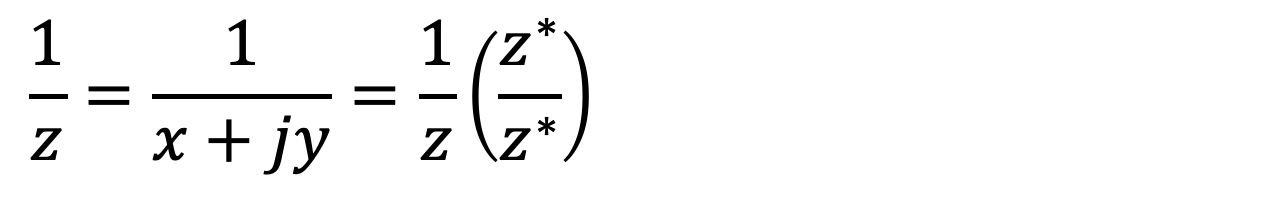 1/z = 1/(x + jy) = 1/z (z*/z*)